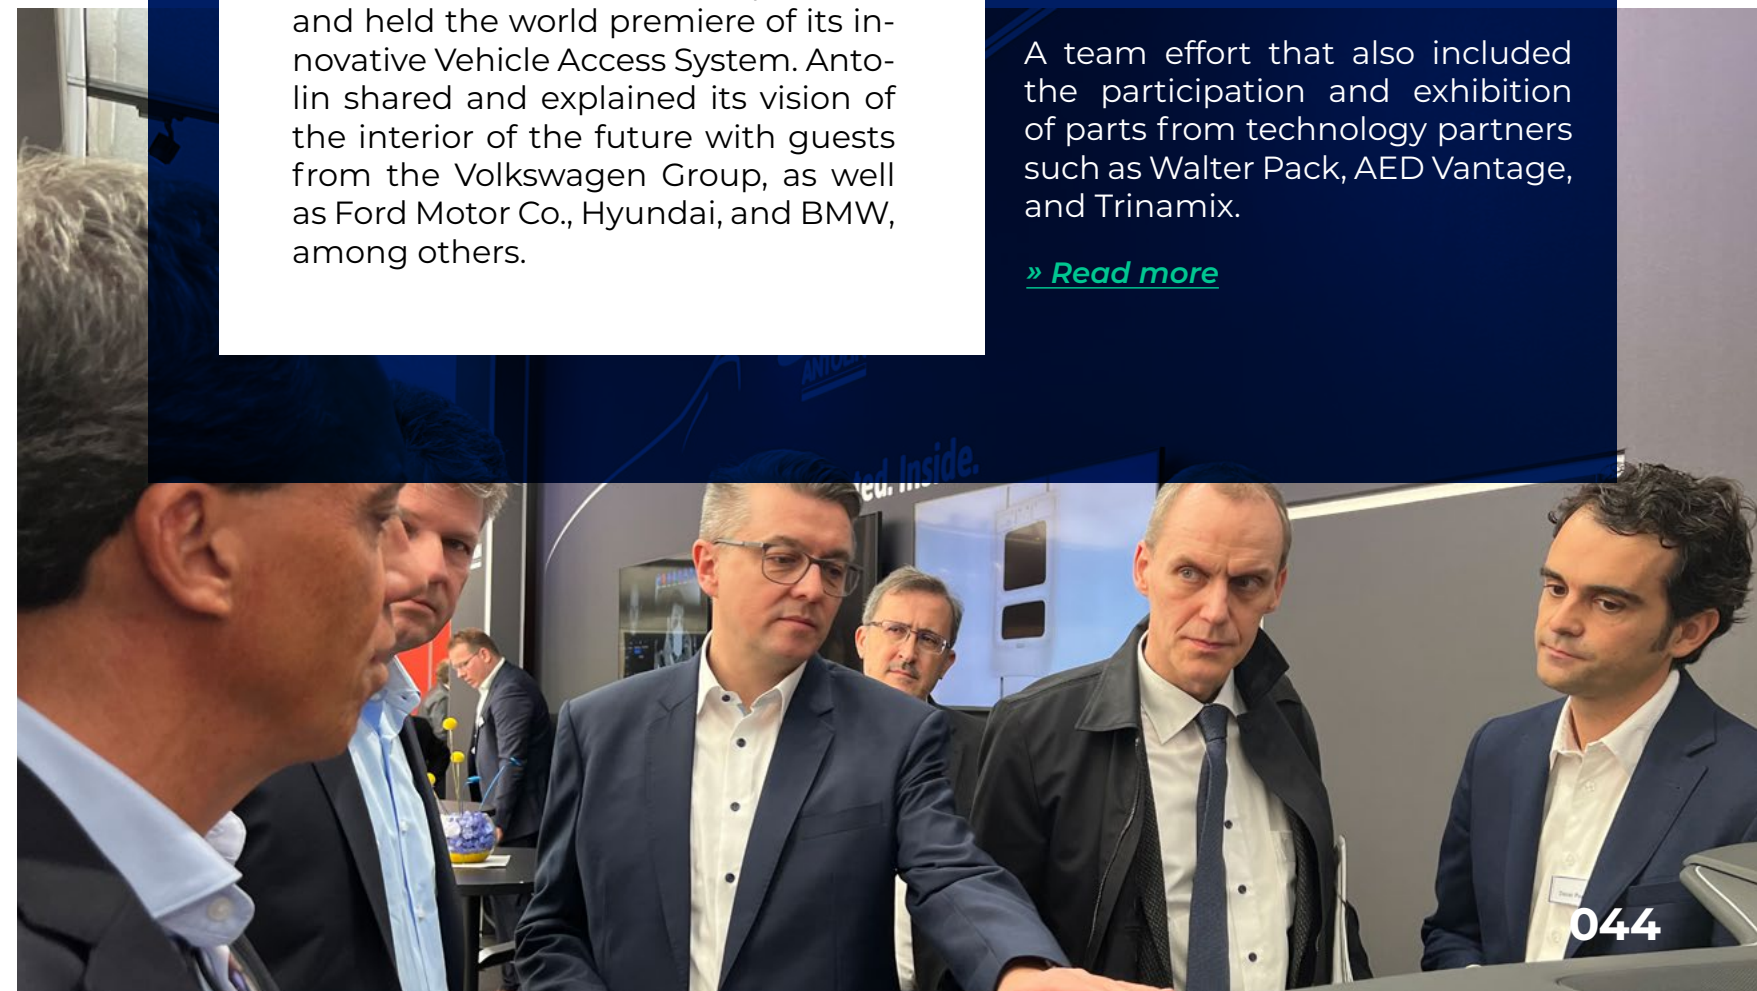 and held the world premiere of its in-
novative Vehicle Access System. Anto-
lin shared and explained its vision of
the interior of the future with guests
from the Volkswagen Group, as well
as Ford Motor Co., Hyundai, and BMW,
among others.
A team effort that also included
the participation and exhibition
of parts from technology partners
such as Walter Pack, AED Vantage,
and Trinamix.
» Read more
ed. Inside.
044